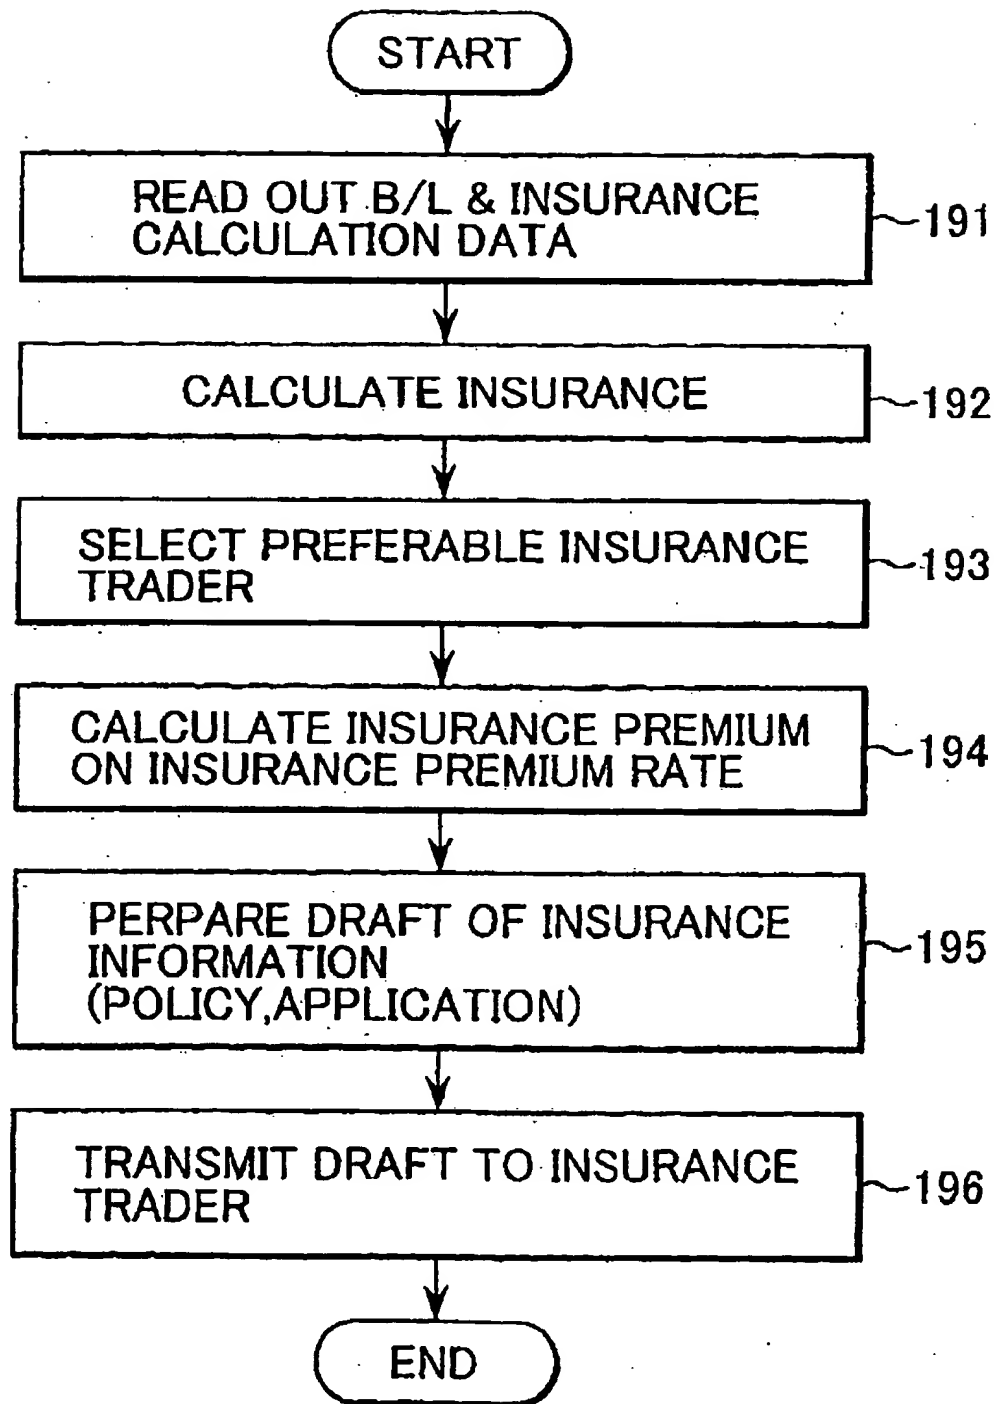 START
READ OUT B/L & INSURANCE
CALCULATION DATA
191
CALCULATE INSURANCE
192
SELECT PREFERABLE INSURANCE
TRADER
193
CALCULATE INSURANCE PREMIUM
ON INSURANCE PREMIUM RATE
194
PERPARE DRAFT OF INSURANCE
INFORMATION
(POLICY,APPLICATION)
195
TRANSMIT DRAFT TO INSURANCE
TRADER
196
END